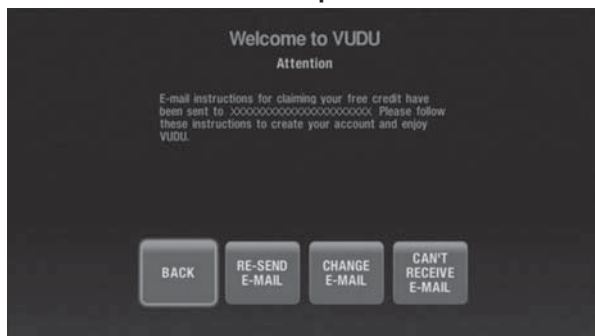 Welcome to VUDU
Attention
E-mail instructions for claiming your free credit have
been sent to XXXXXXXXXXXXXXXXXXXXX Please follow
these instructions to create your account and enjoy
VUDU.
BACK
RE-SEND
E-MAIL
CHANGE
E-MAIL
CAN'T
RECEIVE
E-MAIL